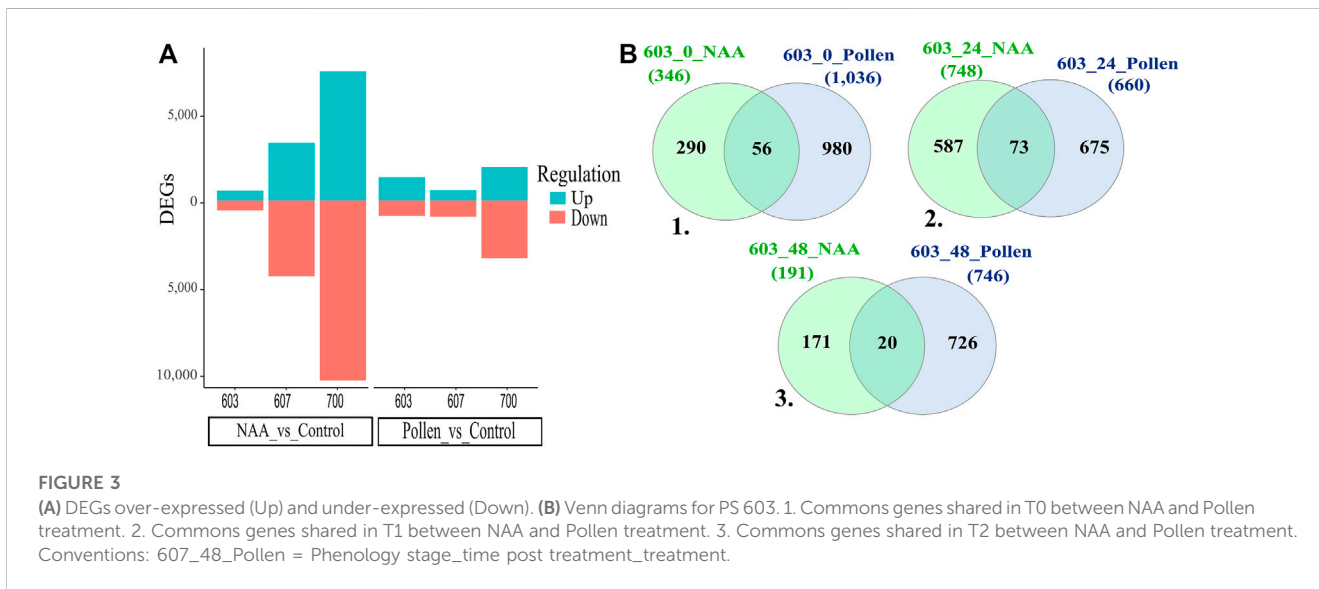 A
DEGs
5,000
0
5,000
10,000
603 607 700 603 607 700
NAA_vs_Control Pollen_vs_Control
Regulation
Up
Down
B
603_0_NAA
(346)
603_0_Pollen
(1,036)
290 56 980
1.
603_24_NAA
(748)
603_24_Pollen
(660)
587 73 675
2.
603_48_NAA
(191)
603_48_Pollen
(746)
171 20 726
3.
FIGURE 3
(A) DEGs over-expressed (Up) and under-expressed (Down). (B) Venn diagrams for PS 603. 1. Commons genes shared in T0 between NAA and Pollen
treatment. 2. Commons genes shared in T1 between NAA and Pollen treatment. 3. Commons genes shared in T2 between NAA and Pollen treatment.
Conventions: 607_48_Pollen = Phenology stage_time post treatment_treatment.